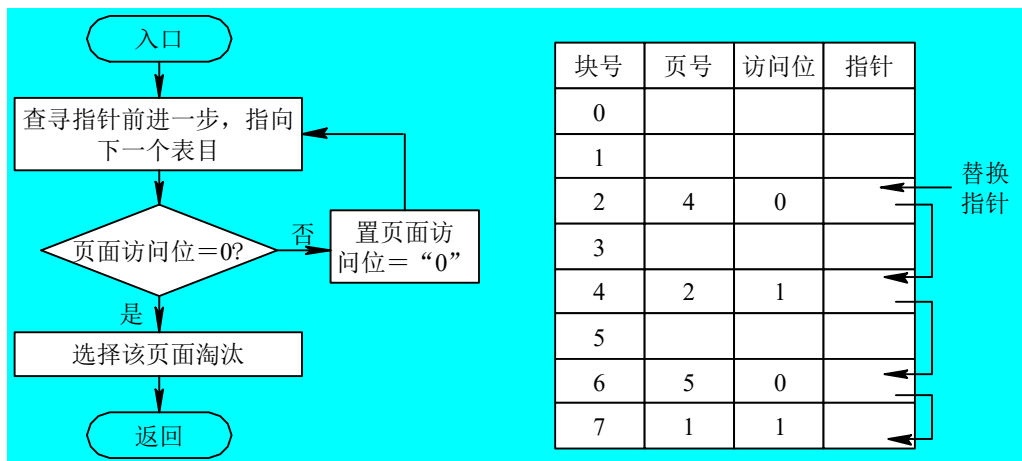 入口
查寻指针前进一步，指向
下一个表目
页面访问位＝0?
否
置页面访
问位＝“0”
是
选择该页面淘汰
返回
块号 页号 访问位 指针
0
1
2 4 0
3
4 2 1
5
6 5 0
7 1 1
替换
指针